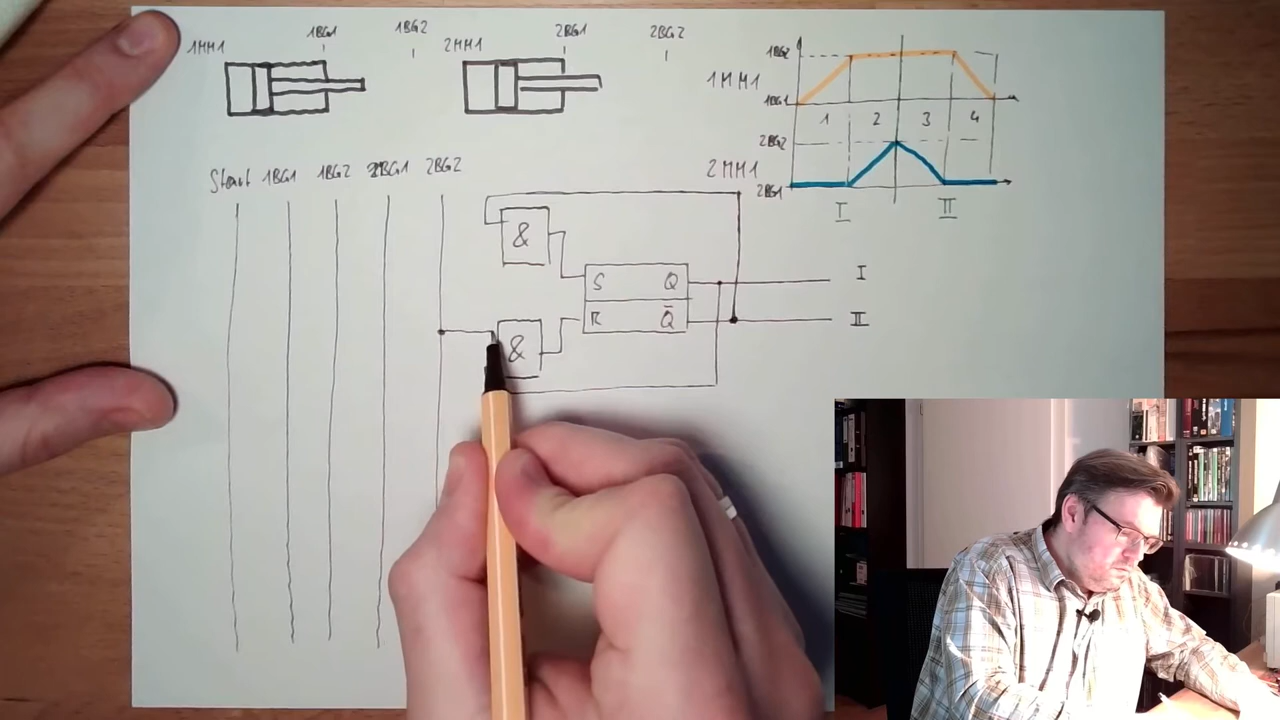 1MM1 1BG1 1BG2 2MM1 2BG1 2BG2
1MM1 1BG2
1BG1
1 2 3 4
2MM1 2BG2
2BG1
I II
Start 1BG1 1BG2 2BG1 2BG2
&
S Q I
R Q̄ II
&